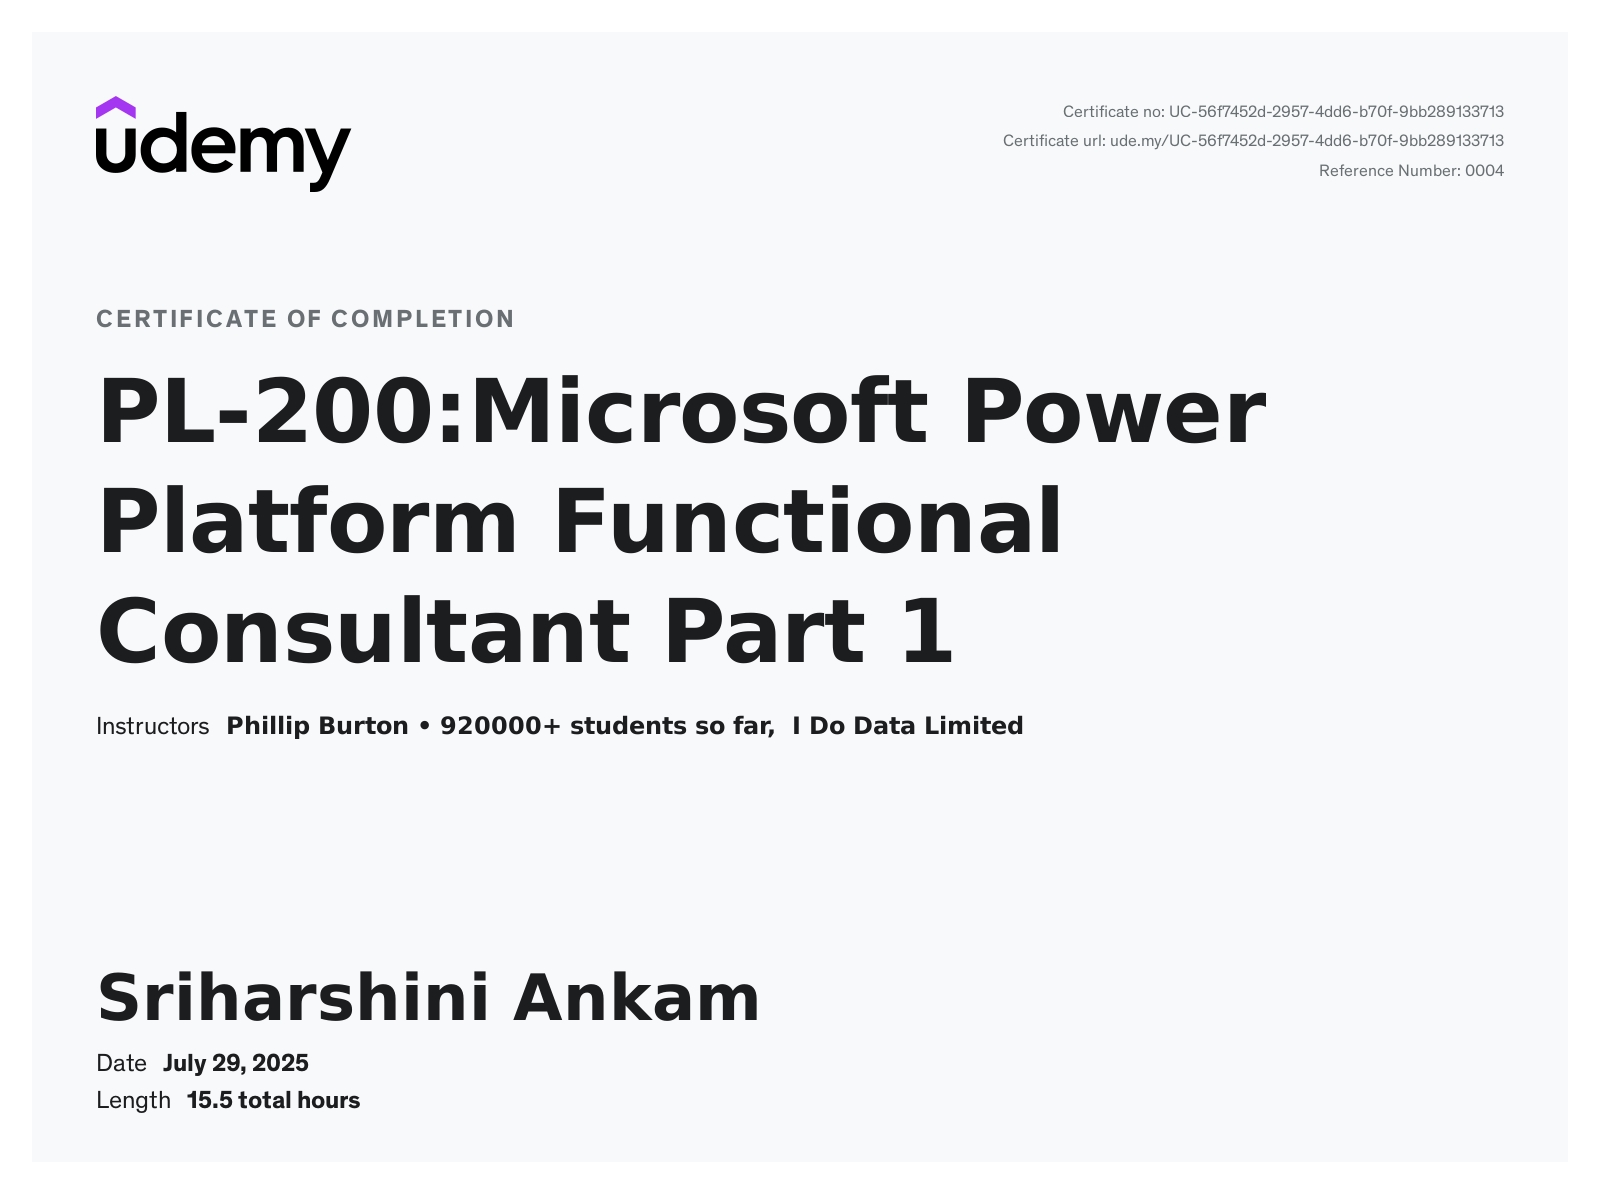 udemy
Certificate no: UC-56f7452d-2957-4dd6-b70f-9bb289133713
Certificate url: ude.my/UC-56f7452d-2957-4dd6-b70f-9bb289133713
Reference Number: 0004
CERTIFICATE OF COMPLETION
PL-200:Microsoft Power
Platform Functional
Consultant Part 1
Instructors Phillip Burton • 920000+ students so far, I Do Data Limited
Sriharshini Ankam
Date July 29, 2025
Length 15.5 total hours